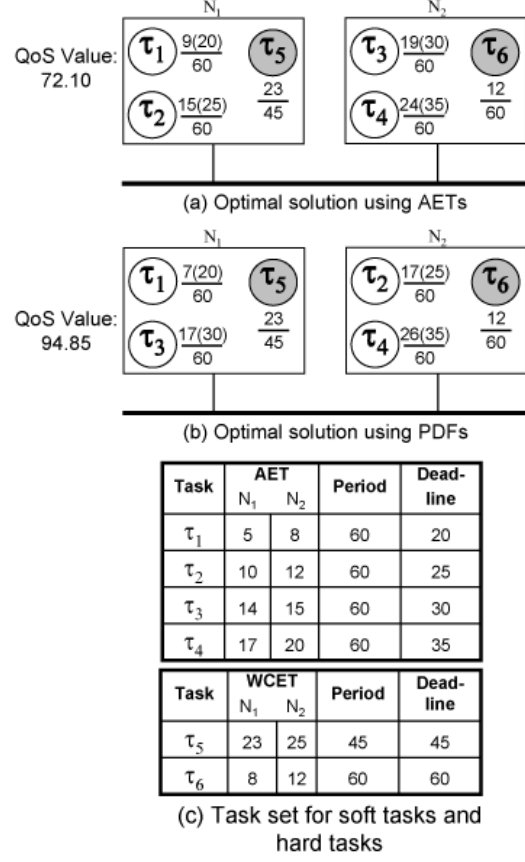 N₁ N₂
QoS Value:
72.10
τ₁ 9(20)/60 τ₅ 23/45
τ₂ 15(25)/60
τ₃ 19(30)/60 τ₆ 12/60
τ₄ 24(35)/60
(a) Optimal solution using AETs
N₁ N₂
QoS Value:
94.85
τ₁ 7(20)/60 τ₅ 23/45
τ₃ 17(30)/60
τ₂ 17(25)/60 τ₆ 12/60
τ₄ 26(35)/60
(b) Optimal solution using PDFs
Task AET Period Dead-
N₁ N₂ line
τ₁ 5 8 60 20
τ₂ 10 12 60 25
τ₃ 14 15 60 30
τ₄ 17 20 60 35
Task WCET Period Dead-
N₁ N₂ line
τ₅ 23 25 45 45
τ₆ 8 12 60 60
(c) Task set for soft tasks and
hard tasks